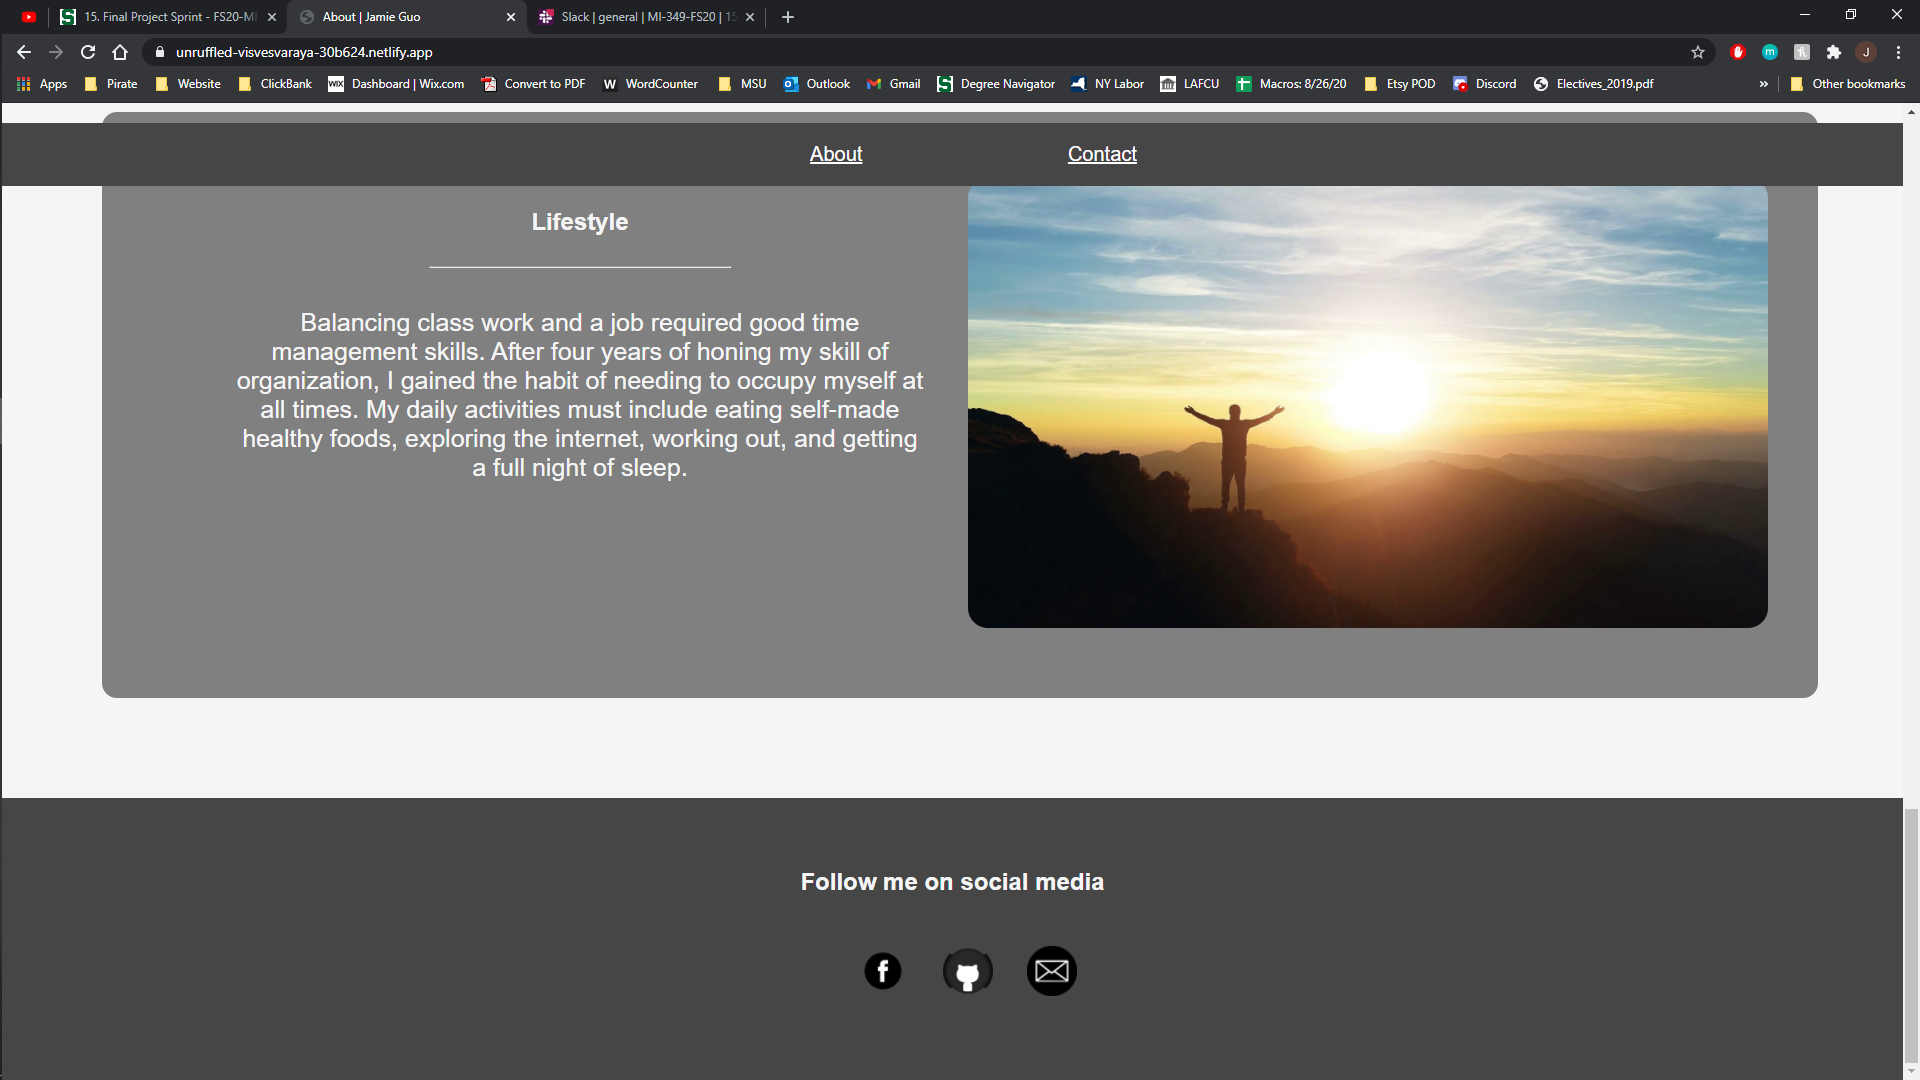 15. Final Project Sprint - FS20-MI
About | Jamie Guo
Slack | general | MI-349-FS20 | 15
unruffled-visvesvaraya-30b624.netlify.app
J
Apps Pirate Website ClickBank Dashboard | Wix.com Convert to PDF WordCounter MSU Outlook Gmail Degree Navigator NY Labor LAFCU Macros: 8/26/20 Etsy POD Discord Electives_2019.pdf » Other bookmarks
About Contact
Lifestyle
Balancing class work and a job required good time
management skills. After four years of honing my skill of
organization, I gained the habit of needing to occupy myself at
all times. My daily activities must include eating self-made
healthy foods, exploring the internet, working out, and getting
a full night of sleep.
Follow me on social media